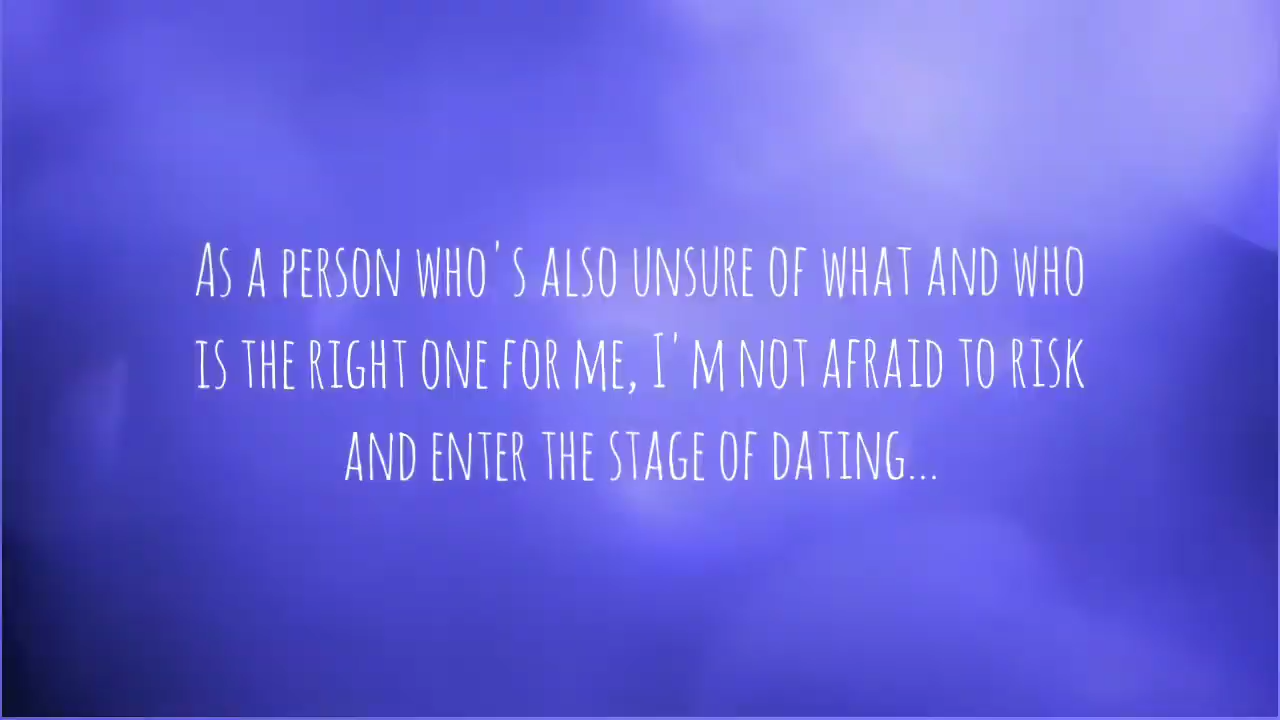 As a person who's also unsure of what and who
is the right one for me, I'm not afraid to risk
and enter the stage of dating...